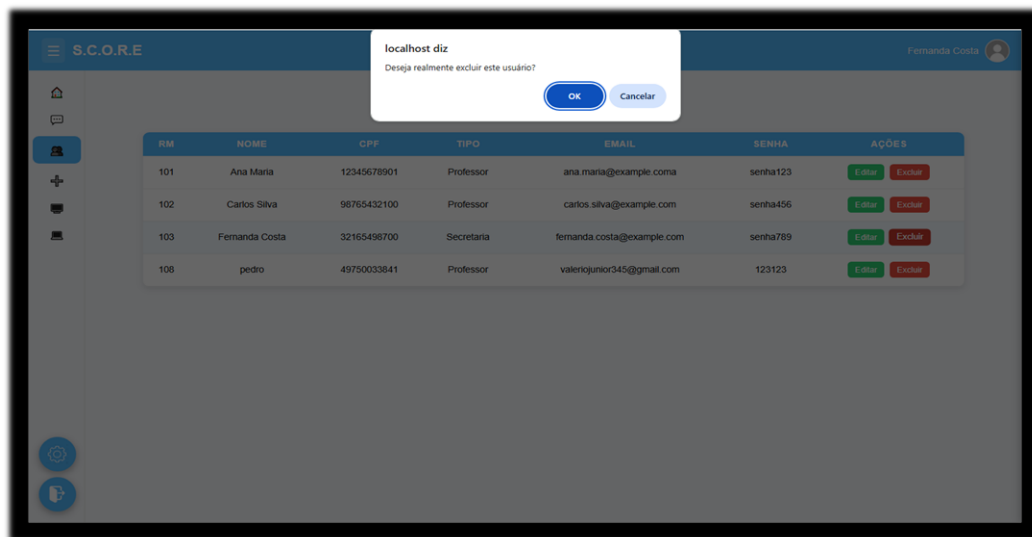 S.C.O.R.E
Fernanda Costa
localhost diz
Deseja realmente excluir este usuário?
OK Cancelar
RM NOME CPF TIPO EMAIL SENHA AÇÕES
101 Ana Maria 12345678901 Professor ana.maria@example.coma senha123 Editar Excluir
102 Carlos Silva 98765432100 Professor carlos.silva@example.com senha456 Editar Excluir
103 Fernanda Costa 32165498700 Secretaria fernanda.costa@example.com senha789 Editar Excluir
108 pedro 49750033841 Professor valeriojunior345@gmail.com 123123 Editar Excluir